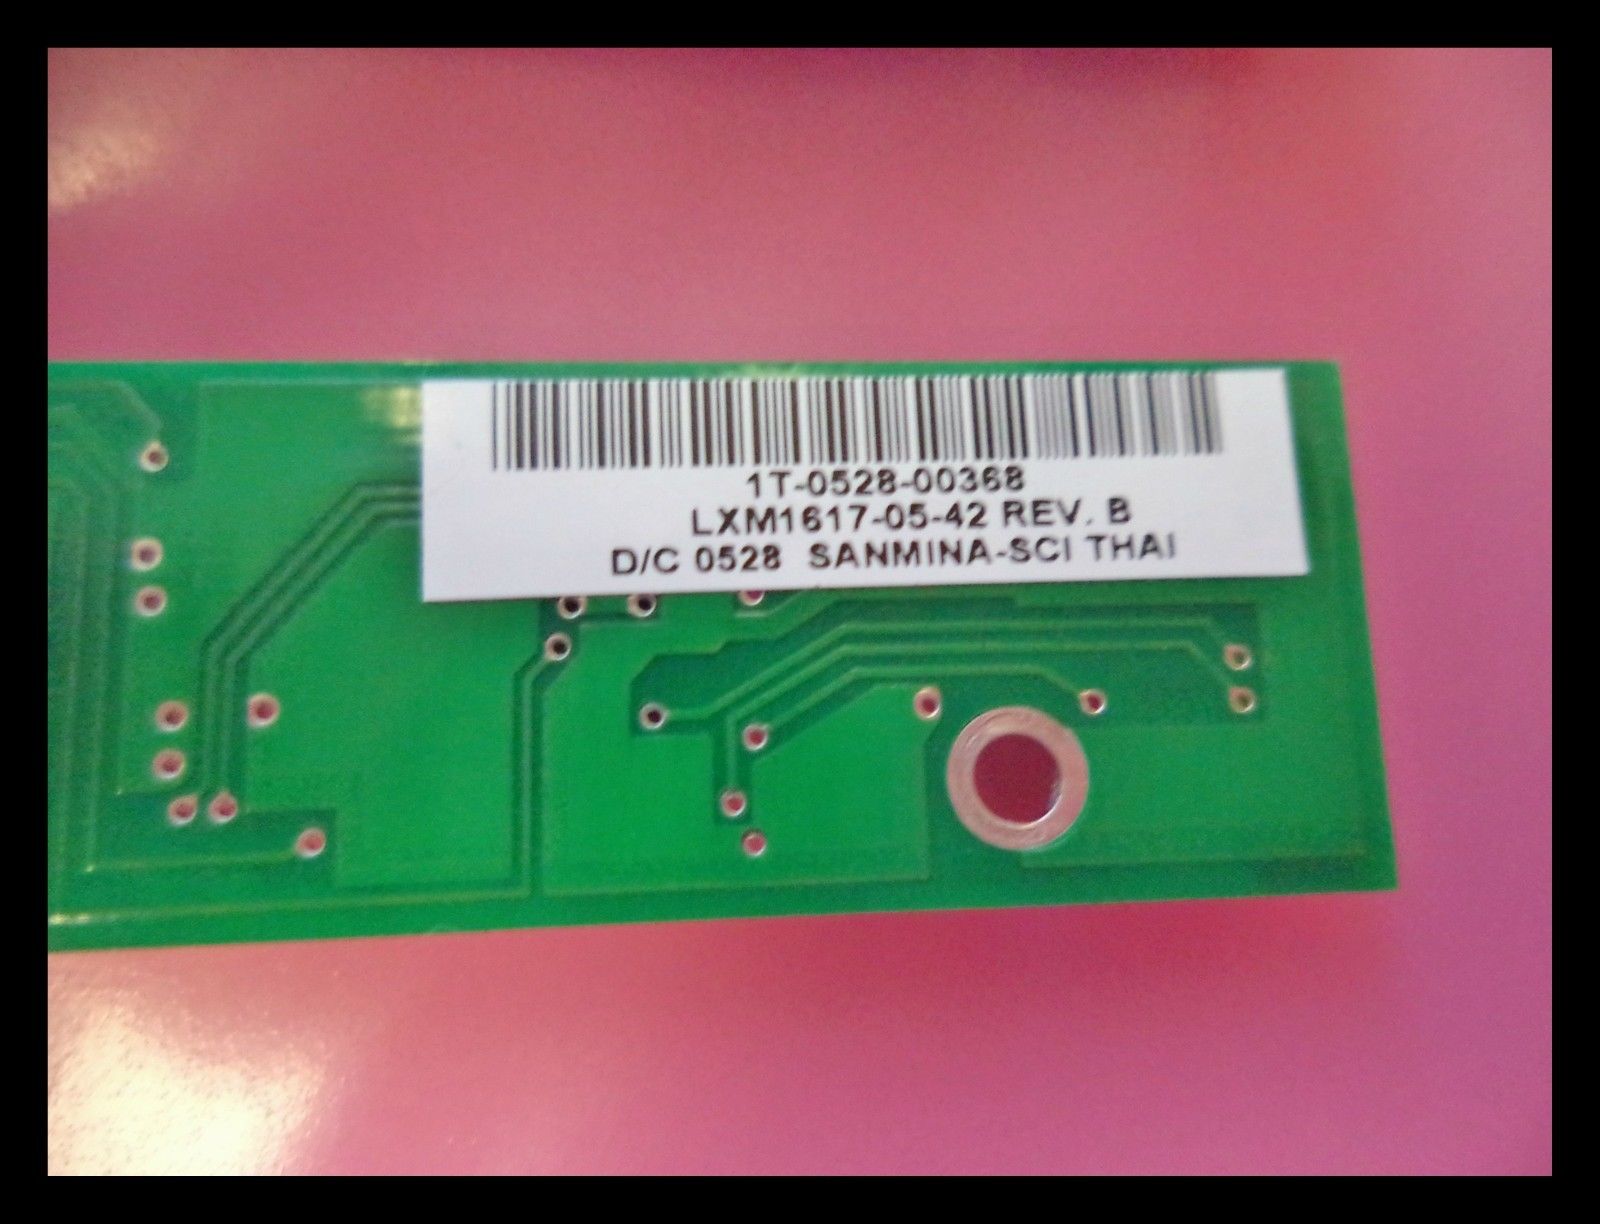 1T-0528-00368
LXM1617-05-42 REV. B
D/C 0528 SANMINA-SCI THAI